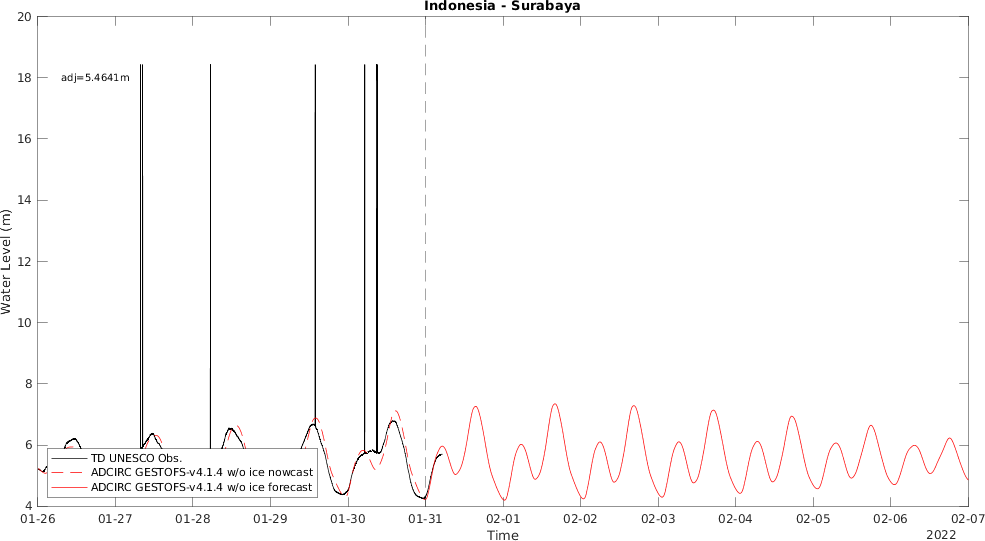 Indonesia - Surabaya
20
18
16
14
12
10
8
6
4
Water Level (m)
adj=5.4641m
TD UNESCO Obs.
ADCIRC GESTOFS-v4.1.4 w/o ice nowcast
ADCIRC GESTOFS-v4.1.4 w/o ice forecast
01-26 01-27 01-28 01-29 01-30 01-31 02-01 02-02 02-03 02-04 02-05 02-06 02-07
Time
2022